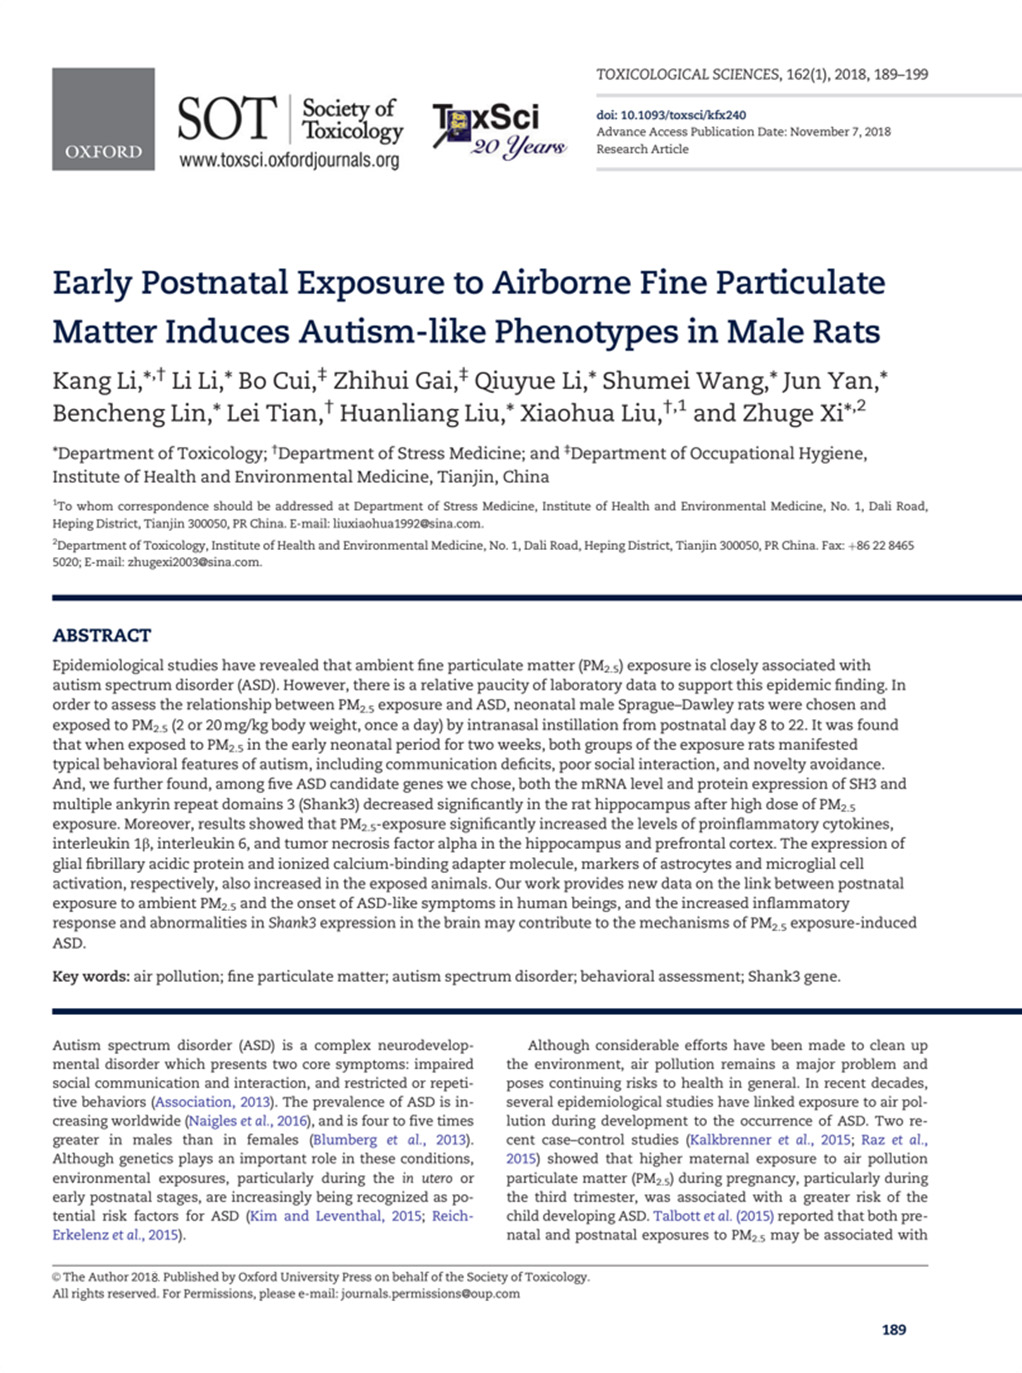 OXFORD
SOT
Society of
Toxicology
www.toxsci.oxfordjournals.org
ToxSci
20 Years
TOXICOLOGICAL SCIENCES, 162(1), 2018, 189–199
doi: 10.1093/toxsci/kfx240
Advance Access Publication Date: November 7, 2018
Research Article
Early Postnatal Exposure to Airborne Fine Particulate
Matter Induces Autism-like Phenotypes in Male Rats
Kang Li,*,† Li Li,* Bo Cui,‡ Zhihui Gai,‡ Qiuyue Li,* Shumei Wang,* Jun Yan,*
Bencheng Lin,* Lei Tian,† Huanliang Liu,* Xiaohua Liu,†,1 and Zhuge Xi*,2
*Department of Toxicology; †Department of Stress Medicine; and ‡Department of Occupational Hygiene,
Institute of Health and Environmental Medicine, Tianjin, China
1To whom correspondence should be addressed at Department of Stress Medicine, Institute of Health and Environmental Medicine, No. 1, Dali Road,
Heping District, Tianjin 300050, PR China. E-mail: liuxiaohua1992@sina.com.
2Department of Toxicology, Institute of Health and Environmental Medicine, No. 1, Dali Road, Heping District, Tianjin 300050, PR China. Fax: +86 22 8465
5020; E-mail: zhugexi2003@sina.com.
ABSTRACT
Epidemiological studies have revealed that ambient fine particulate matter (PM2.5) exposure is closely associated with
autism spectrum disorder (ASD). However, there is a relative paucity of laboratory data to support this epidemic finding. In
order to assess the relationship between PM2.5 exposure and ASD, neonatal male Sprague–Dawley rats were chosen and
exposed to PM2.5 (2 or 20 mg/kg body weight, once a day) by intranasal instillation from postnatal day 8 to 22. It was found
that when exposed to PM2.5 in the early neonatal period for two weeks, both groups of the exposure rats manifested
typical behavioral features of autism, including communication deficits, poor social interaction, and novelty avoidance.
And, we further found, among five ASD candidate genes we chose, both the mRNA level and protein expression of SH3 and
multiple ankyrin repeat domains 3 (Shank3) decreased significantly in the rat hippocampus after high dose of PM2.5
exposure. Moreover, results showed that PM2.5-exposure significantly increased the levels of proinflammatory cytokines,
interleukin 1β, interleukin 6, and tumor necrosis factor alpha in the hippocampus and prefrontal cortex. The expression of
glial fibrillary acidic protein and ionized calcium-binding adapter molecule, markers of astrocytes and microglial cell
activation, respectively, also increased in the exposed animals. Our work provides new data on the link between postnatal
exposure to ambient PM2.5 and the onset of ASD-like symptoms in human beings, and the increased inflammatory
response and abnormalities in Shank3 expression in the brain may contribute to the mechanisms of PM2.5 exposure-induced
ASD.
Key words: air pollution; fine particulate matter; autism spectrum disorder; behavioral assessment; Shank3 gene.
Autism spectrum disorder (ASD) is a complex neurodevelop-
mental disorder which presents two core symptoms: impaired
social communication and interaction, and restricted or repeti-
tive behaviors (Association, 2013). The prevalence of ASD is in-
creasing worldwide (Naigles et al., 2016), and is four to five times
greater in males than in females (Blumberg et al., 2013).
Although genetics plays an important role in these conditions,
environmental exposures, particularly during the in utero or
early postnatal stages, are increasingly being recognized as po-
tential risk factors for ASD (Kim and Leventhal, 2015; Reich-
Erkelenz et al., 2015).
Although considerable efforts have been made to clean up
the environment, air pollution remains a major problem and
poses continuing risks to health in general. In recent decades,
several epidemiological studies have linked exposure to air pol-
lution during development to the occurrence of ASD. Two re-
cent case–control studies (Kalkbrenner et al., 2015; Raz et al.,
2015) showed that higher maternal exposure to air pollution
particulate matter (PM2.5) during pregnancy, particularly during
the third trimester, was associated with a greater risk of the
child developing ASD. Talbott et al. (2015) reported that both pre-
natal and postnatal exposures to PM2.5 may be associated with
© The Author 2018. Published by Oxford University Press on behalf of the Society of Toxicology.
All rights reserved. For Permissions, please e-mail: journals.permissions@oup.com
189